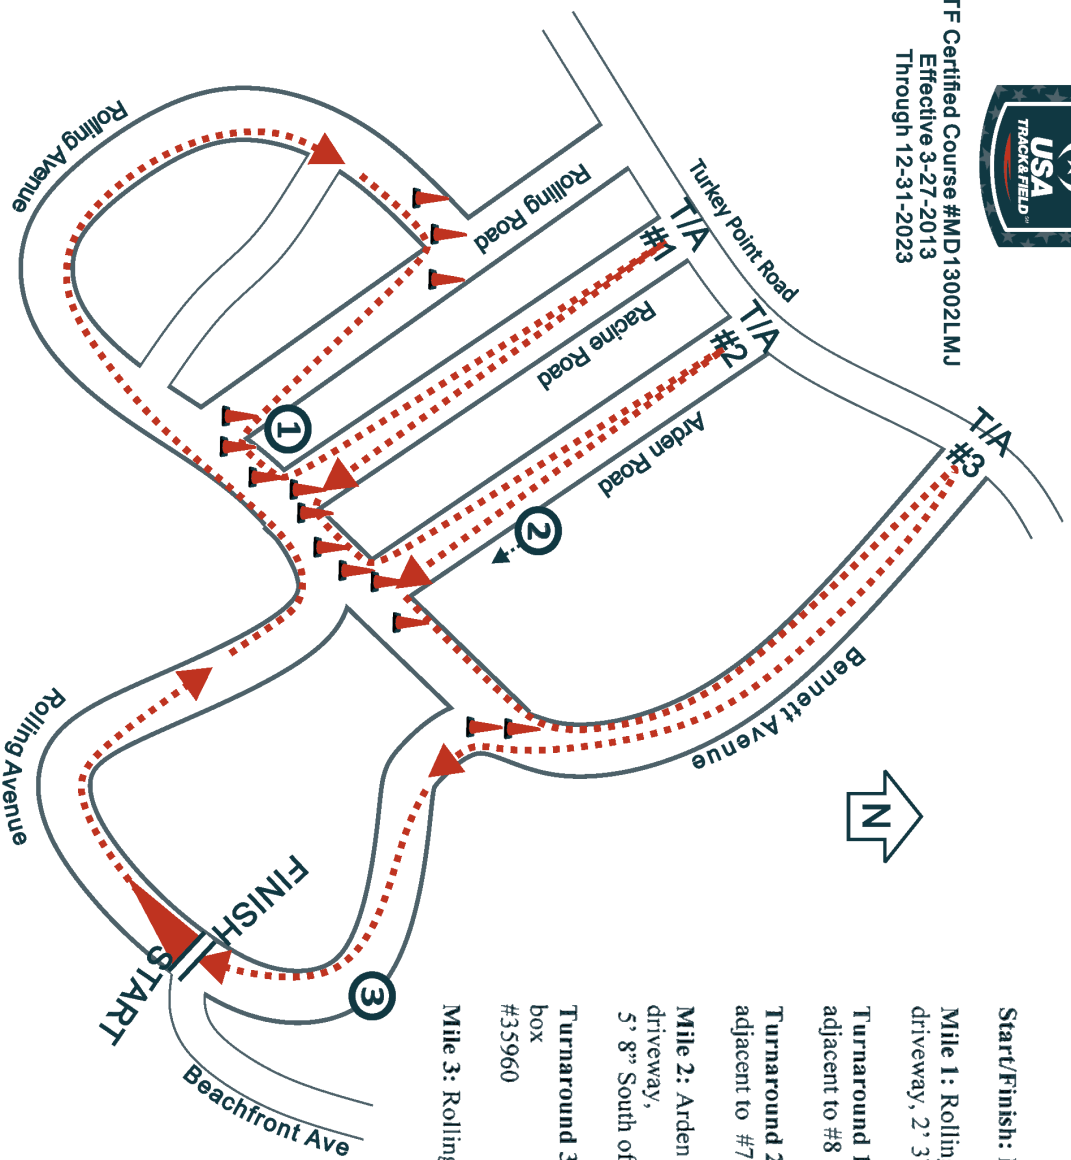 USA
TRACK & FIELD
TF Certified Course #MD13002LMJ
Effective 3-27-2013
Through 12-31-2023
Turkey Point Road
Rolling Avenue
Rolling Road
T/A
#1
Racine Road
T/A
#2
Arden Road
T/A
#3
Bennett Avenue
1
2
3
N
Rolling Avenue
FINISH
START
Beachfront Ave
Start/Finish:
Mile 1: Rollin
driveway, 2' 3
Turnaround 1
adjacent to #8
Turnaround 2
adjacent to #7
Mile 2: Arden
driveway,
5' 8" South of
Turnaround 3
box
#35960
Mile 3: Rolling